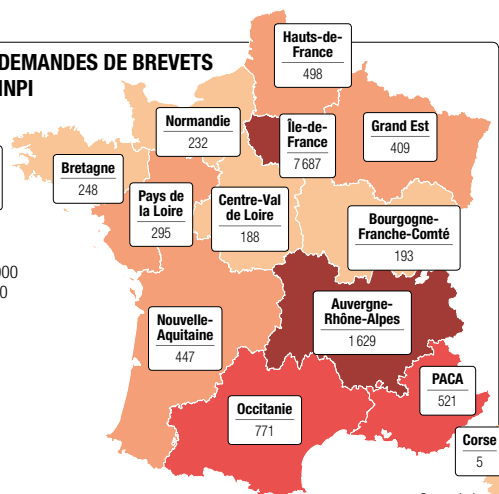 DEMANDES DE BREVETS
INPI
Hauts-de-
France
498
Normandie
232
Île-de-
France
7 687
Grand Est
409
Bretagne
248
Pays de
la Loire
295
Centre-Val
de Loire
188
Bourgogne-
Franche-Comté
193
000
0
Auvergne-
Rhône-Alpes
1 629
Nouvelle-
Aquitaine
447
PACA
521
Occitanie
771
Corse
5